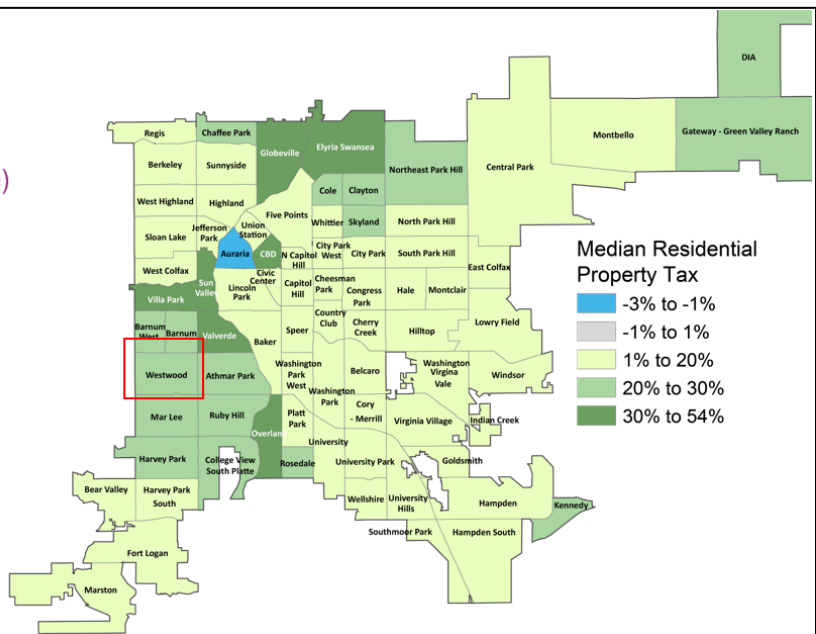 )
DIA
Montbello
Gateway - Green Valley Ranch
Regis
Chaffee Park
Globeville
Elyria Swansea
Berkeley
Sunnyside
Northeast Park Hill
Central Park
West Highland
Highland
Cole
Clayton
Five Points
Sloan Lake
Jefferson
Park
Union
Station
Whittier
Skyland
North Park Hill
Auraria
CBD
N Capitol
Hill
City Park
West
City Park
South Park Hill
West Colfax
Sun
Valley
Civic
Center
Lincoln
Park
Capitol
Hill
Cheesman
Park
Congress
Park
Hale
Montclair
East Colfax
Villa Park
Barnum
West
Barnum
Valverde
Baker
Speer
Country
Club
Cherry
Creek
Hilltop
Lowry Field
Westwood
Athmar Park
Washington
Park
West
Washington
Park
Belcaro
Washington
Virgina
Vale
Windsor
Mar Lee
Ruby Hill
Overland
Platt
Park
Cory
- Merrill
Virginia Village
Indian Creek
University
Harvey Park
College View
South Platte
Rosedale
University Park
Goldsmith
Bear Valley
Harvey Park
South
Wellshire
University
Hills
Hampden
Kennedy
Southmoor Park
Hampden South
Fort Logan
Marston
Median Residential
Property Tax
-3% to -1%
-1% to 1%
1% to 20%
20% to 30%
30% to 54%